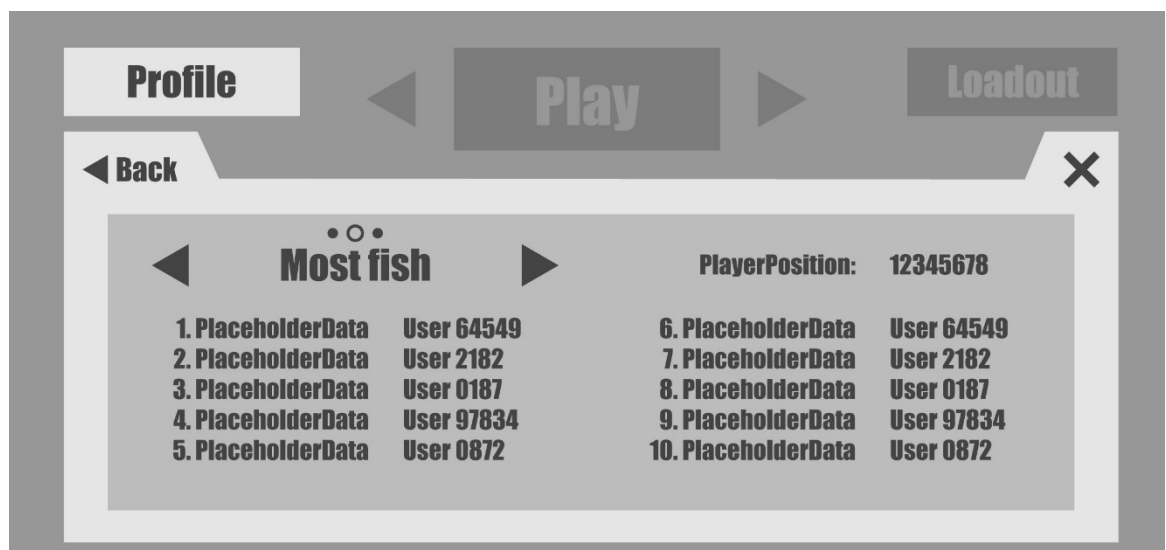 Profile
Play
Loadout
Back
Most fish
PlayerPosition: 12345678
1. PlaceholderData User 64549
2. PlaceholderData User 2182
3. PlaceholderData User 0187
4. PlaceholderData User 97834
5. PlaceholderData User 0872
6. PlaceholderData User 64549
7. PlaceholderData User 2182
8. PlaceholderData User 0187
9. PlaceholderData User 97834
10. PlaceholderData User 0872